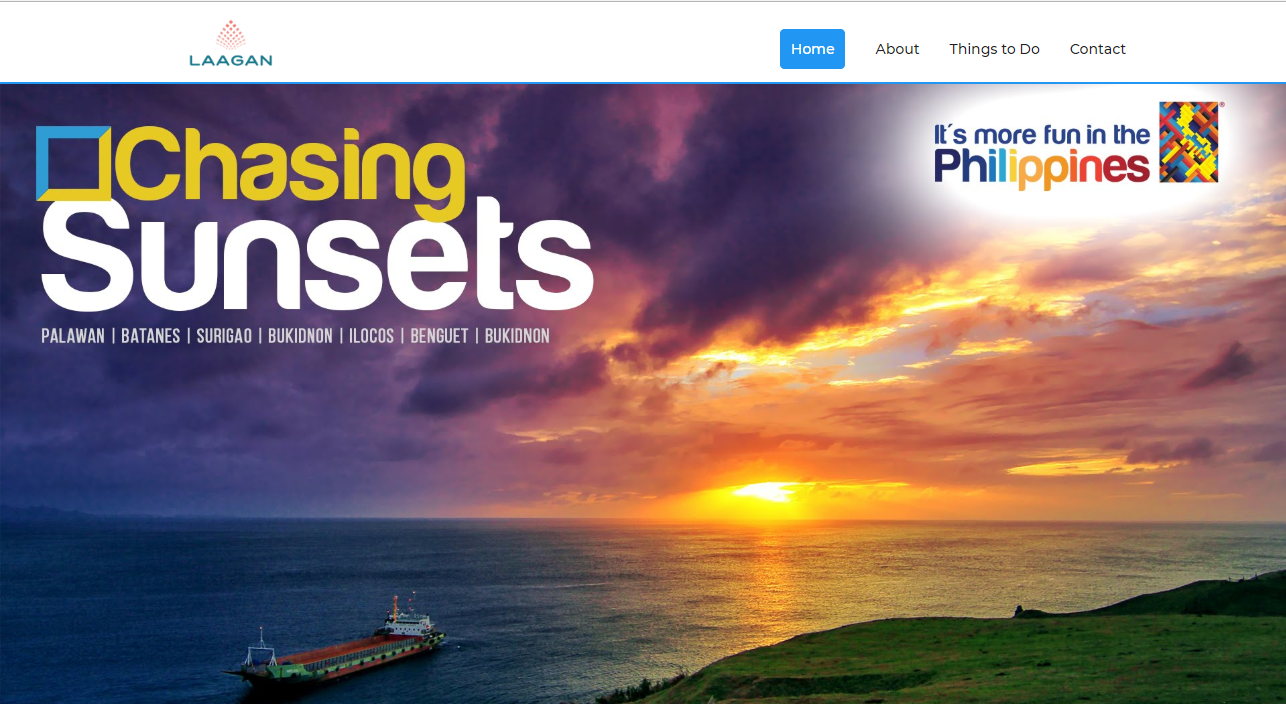 LAAGAN
Home About Things to Do Contact
Chasing
Sunsets
PALAWAN | BATANES | SURIGAO | BUKIDNON | ILOCOS | BENGUET | BUKIDNON
It´s more fun in the
Philippines
®